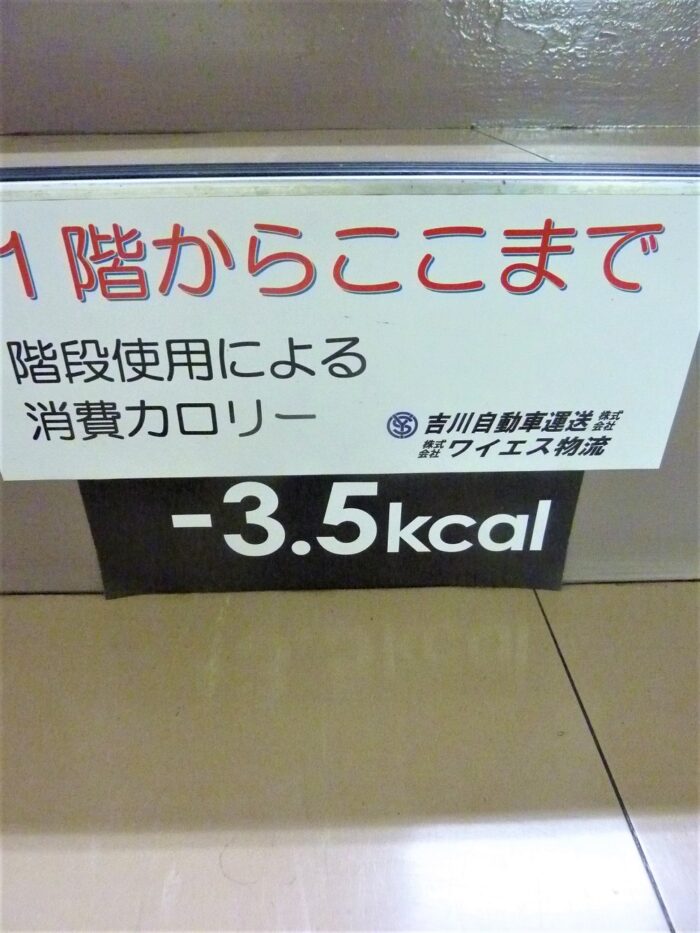 1階からここまで
階段使用による
消費カロリー
吉川自動車運送株式会社
株式会社ワイエス物流
-3.5kcal